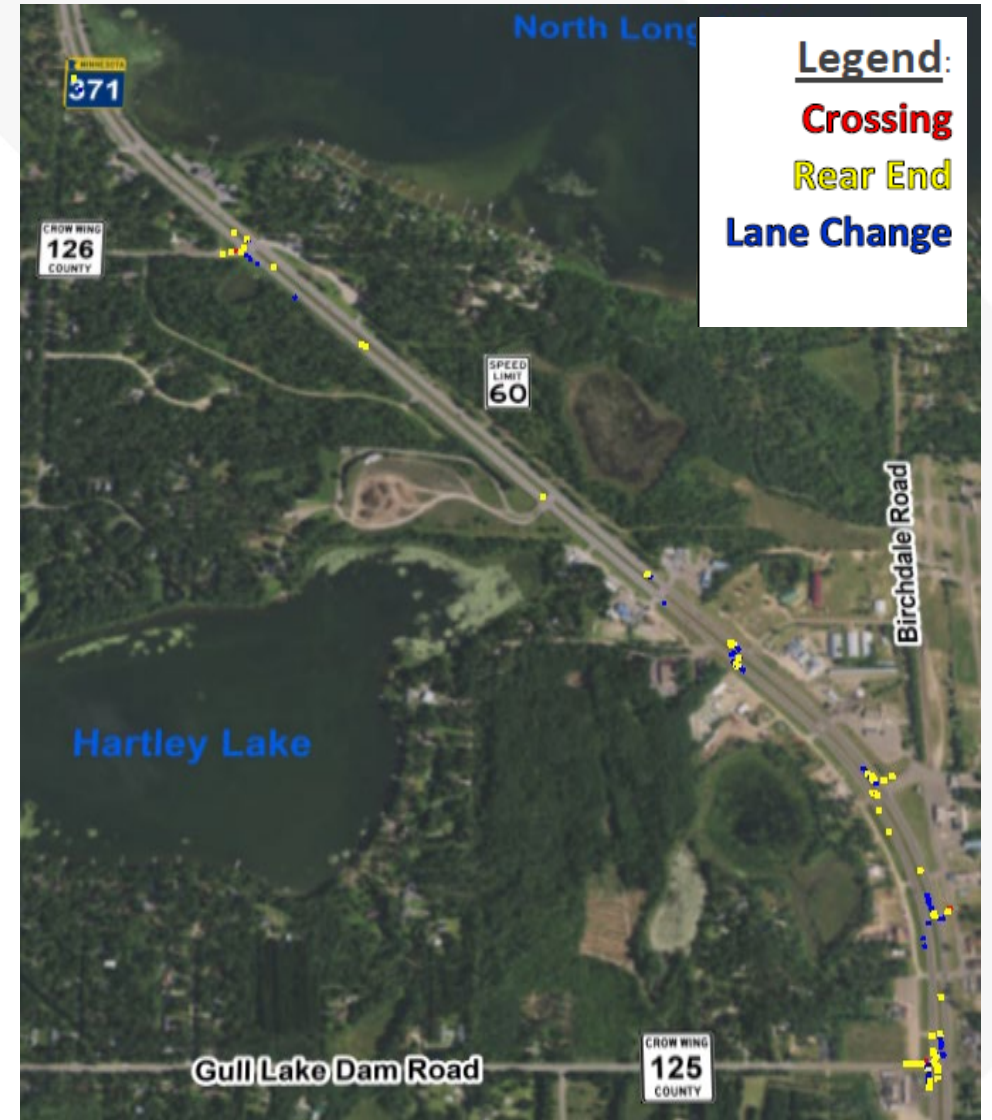 North Long
Legend:
Crossing
Rear End
Lane Change
MINNESOTA
371
CROW WING
126
COUNTY
SPEED
LIMIT
60
Birchdale Road
Hartley Lake
Gull Lake Dam Road
CROW WING
125
COUNTY